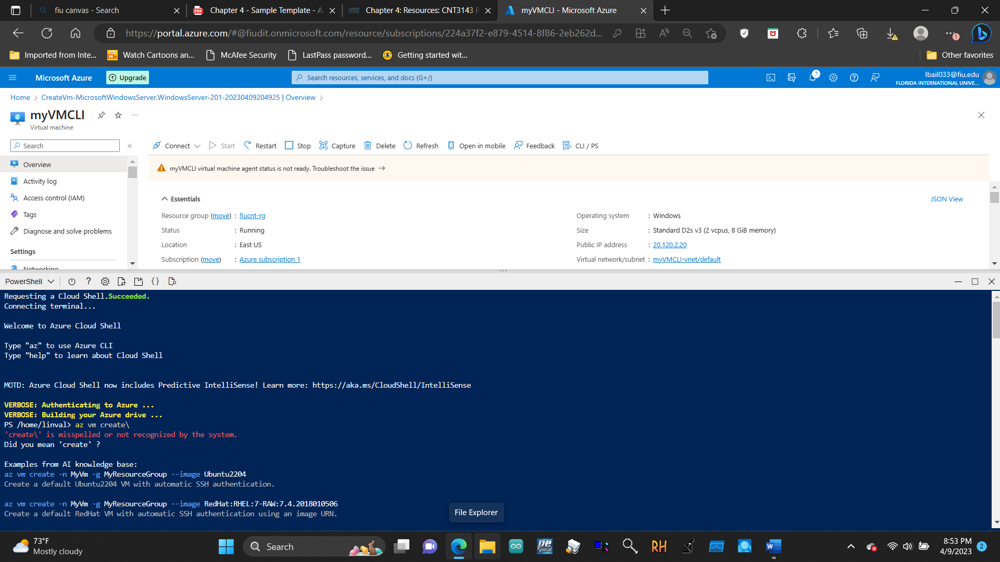 fiu canvas - Search
Chapter 4 - Sample Template - A
Chapter 4: Resources: CNT3143 R
myVMCLI - Microsoft Azure
https://portal.azure.com/#@fiudit.onmicrosoft.com/resource/subscriptions/224a37f2-e879-4514-8f86-2eb262d...
Imported from Inte...
Watch Cartoons an...
McAfee Security
LastPass password...
Getting started wit...
Other favorites
Microsoft Azure
Upgrade
Search resources, services, and docs (G+/)
7
lbail033@fiu.edu
FLORIDA INTERNATIONAL UNIVE...
Home > CreateVm-MicrosoftWindowsServer.WindowsServer-201-20230409204925 | Overview >
myVMCLI
Virtual machine
Search
Connect
Start
Restart
Stop
Capture
Delete
Refresh
Open in mobile
Feedback
CLI / PS
Overview
Activity log
Access control (IAM)
Tags
Diagnose and solve problems
Settings
Networking
myVMCLI virtual machine agent status is not ready. Troubleshoot the issue →
Essentials
JSON View
Resource group (move) : fiucnt-rg
Status : Running
Location : East US
Subscription (move) : Azure subscription 1
Operating system : Windows
Size : Standard D2s v3 (2 vcpus, 8 GiB memory)
Public IP address : 20.120.2.20
Virtual network/subnet : myVMCLI-vnet/default
PowerShell
Requesting a Cloud Shell.Succeeded.
Connecting terminal...
Welcome to Azure Cloud Shell
Type "az" to use Azure CLI
Type "help" to learn about Cloud Shell
MOTD: Azure Cloud Shell now includes Predictive IntelliSense! Learn more: https://aka.ms/CloudShell/IntelliSense
VERBOSE: Authenticating to Azure ...
VERBOSE: Building your Azure drive ...
PS /home/linval> az vm create\
'create\' is misspelled or not recognized by the system.
Did you mean 'create' ?
Examples from AI knowledge base:
az vm create -n MyVm -g MyResourceGroup --image Ubuntu2204
Create a default Ubuntu2204 VM with automatic SSH authentication.
az vm create -n MyVm -g MyResourceGroup --image RedHat:RHEL:7-RAW:7.4.2018010506
Create a default RedHat VM with automatic SSH authentication using an image URN.
File Explorer
73°F
Mostly cloudy
Search
RH
8:53 PM
4/9/2023
2